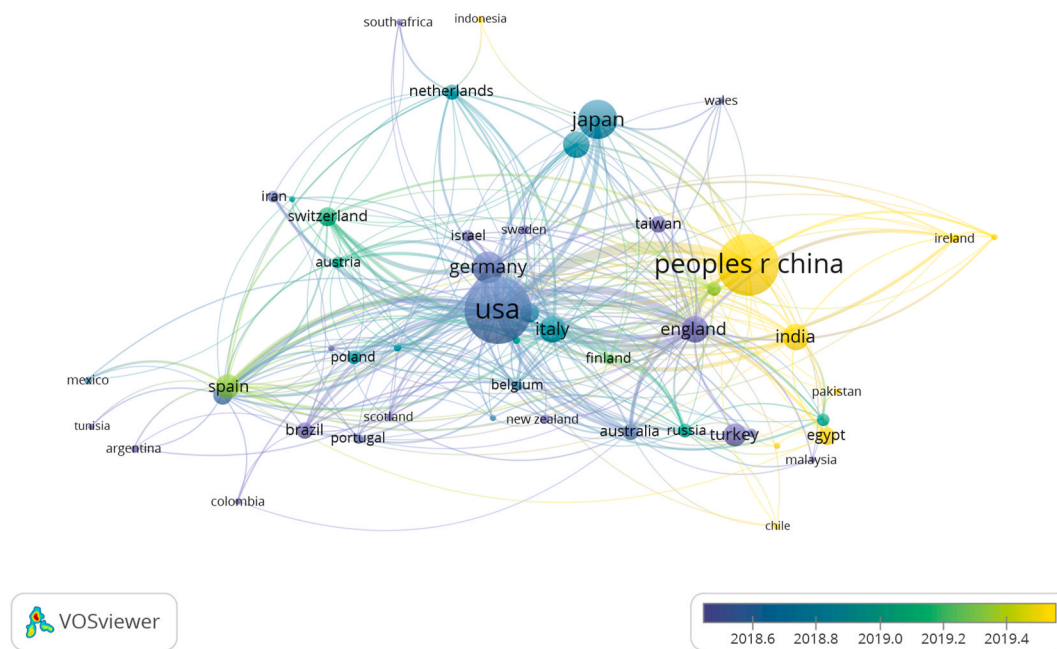 south africa
indonesia
netherlands
wales
japan
iran
switzerland
taiwan
israel
sweden
ireland
austria
germany
peoples r china
usa
italy
england
india
poland
finland
mexico
spain
belgium
pakistan
tunisia
scotland
new zealand
argentina
brazil
portugal
australia
russia
turkey
egypt
malaysia
colombia
chile
VOSviewer
2018.6 2018.8 2019.0 2019.2 2019.4